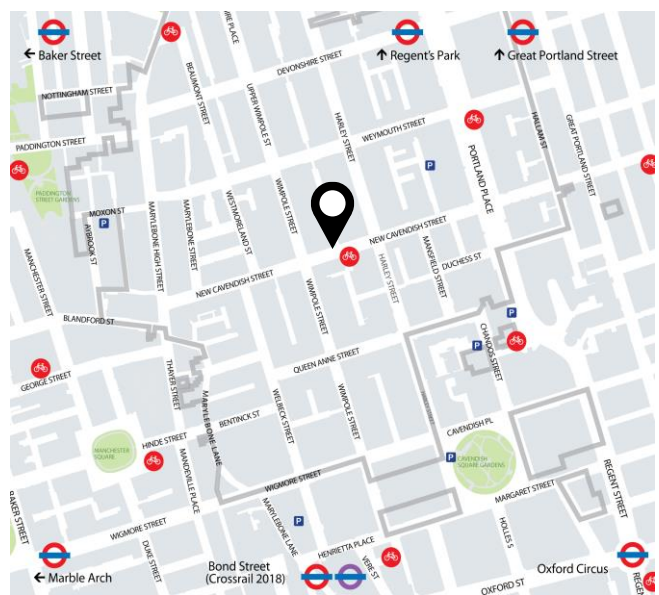 ← Baker Street
↑ Regent's Park
↑ Great Portland Street
DEVONSHIRE STREET
BEAUMONT STREET
UPPER WIMPOLE ST
HARLEY STREET
WEYMOUTH STREET
NOTTINGHAM STREET
PADDINGTON STREET
PORTLAND PLACE
HALLAM ST
GREAT PORTLAND STREET
P
PADDINGTON
STREET GARDENS
MOXON ST
P
AYBROOK ST
MARYLEBONE HIGH STREET
MARYLEBONE STREET
WESTMORELAND ST
WIMPOLE STREET
NEW CAVENDISH STREET
MANCHESTER STREET
NEW CAVENDISH STREET
HARLEY STREET
MANSFIELD STREET
DUCHESS ST
BLANDFORD ST
WIMPOLE STREET
P
CHANDOS STREET
P
QUEEN ANNE STREET
GEORGE STREET
THAYER STREET
MARYLEBONE LANE
WELBECK STREET
WIMPOLE STREET
BENTINCK ST
CAVENDISH PL
HINDE STREET
MANCHESTER
SQUARE
MANDEVILLE PLACE
P
CAVENDISH
SQUARE GARDENS
WIGMORE STREET
MARGARET STREET
REGENT STREET
BAKER STREET
WIGMORE STREET
MARYLEBONE LANE
P
HOLLES S
DUKE STREET
HENRIETTA PLACE
VERE ST
← Marble Arch
Bond Street
(Crossrail 2018)
OXFORD ST
Oxford Circus